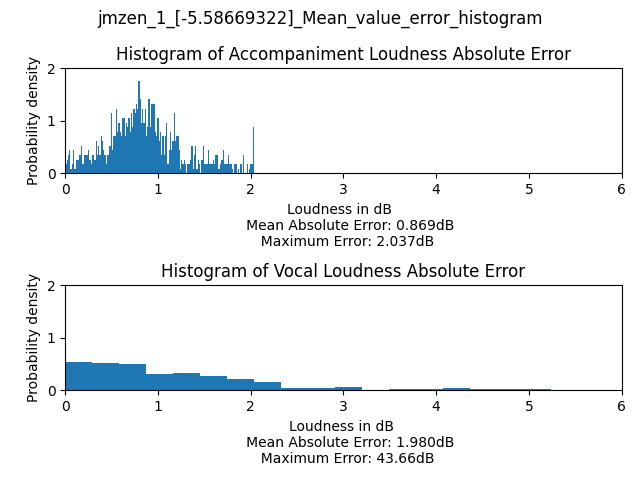 jmzen_1_[-5.58669322]_Mean_value_error_histogram
Histogram of Accompaniment Loudness Absolute Error
Probability density
2
1
0
0 1 2 3 4 5 6
Loudness in dB
Mean Absolute Error: 0.869dB
Maximum Error: 2.037dB
Histogram of Vocal Loudness Absolute Error
Probability density
2
1
0
0 1 2 3 4 5 6
Loudness in dB
Mean Absolute Error: 1.980dB
Maximum Error: 43.66dB